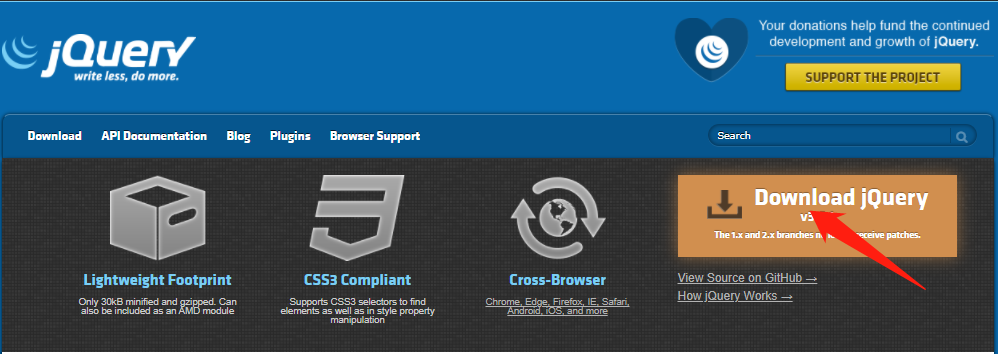 jQuery
write less, do more.
Your donations help fund the continued
development and growth of jQuery.
SUPPORT THE PROJECT
Download API Documentation Blog Plugins Browser Support
Search
Download jQuery
The 1.x and 2.x branches receive patches.
Lightweight Footprint
Only 30kB minified and gzipped. Can
also be included as an AMD module
CSS3 Compliant
Supports CSS3 selectors to find
elements as well as in style property
manipulation
Cross-Browser
Chrome, Edge, Firefox, IE, Safari,
Android, iOS, and more
View Source on GitHub →
How jQuery Works →